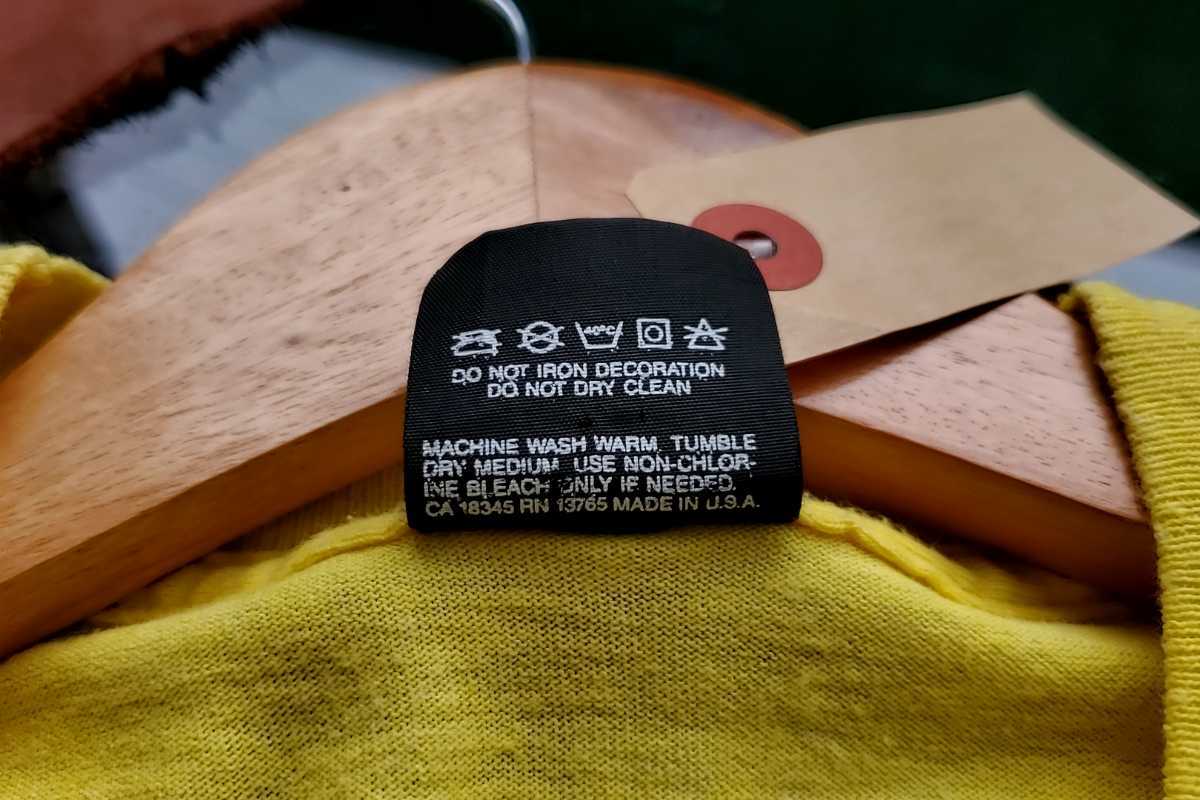 40°C
DO NOT IRON DECORATION
DO NOT DRY CLEAN
MACHINE WASH WARM, TUMBLE
DRY MEDIUM, USE NON-CHLOR-
INE BLEACH ONLY IF NEEDED.
CA 18345 RN 13765 MADE IN U.S.A.